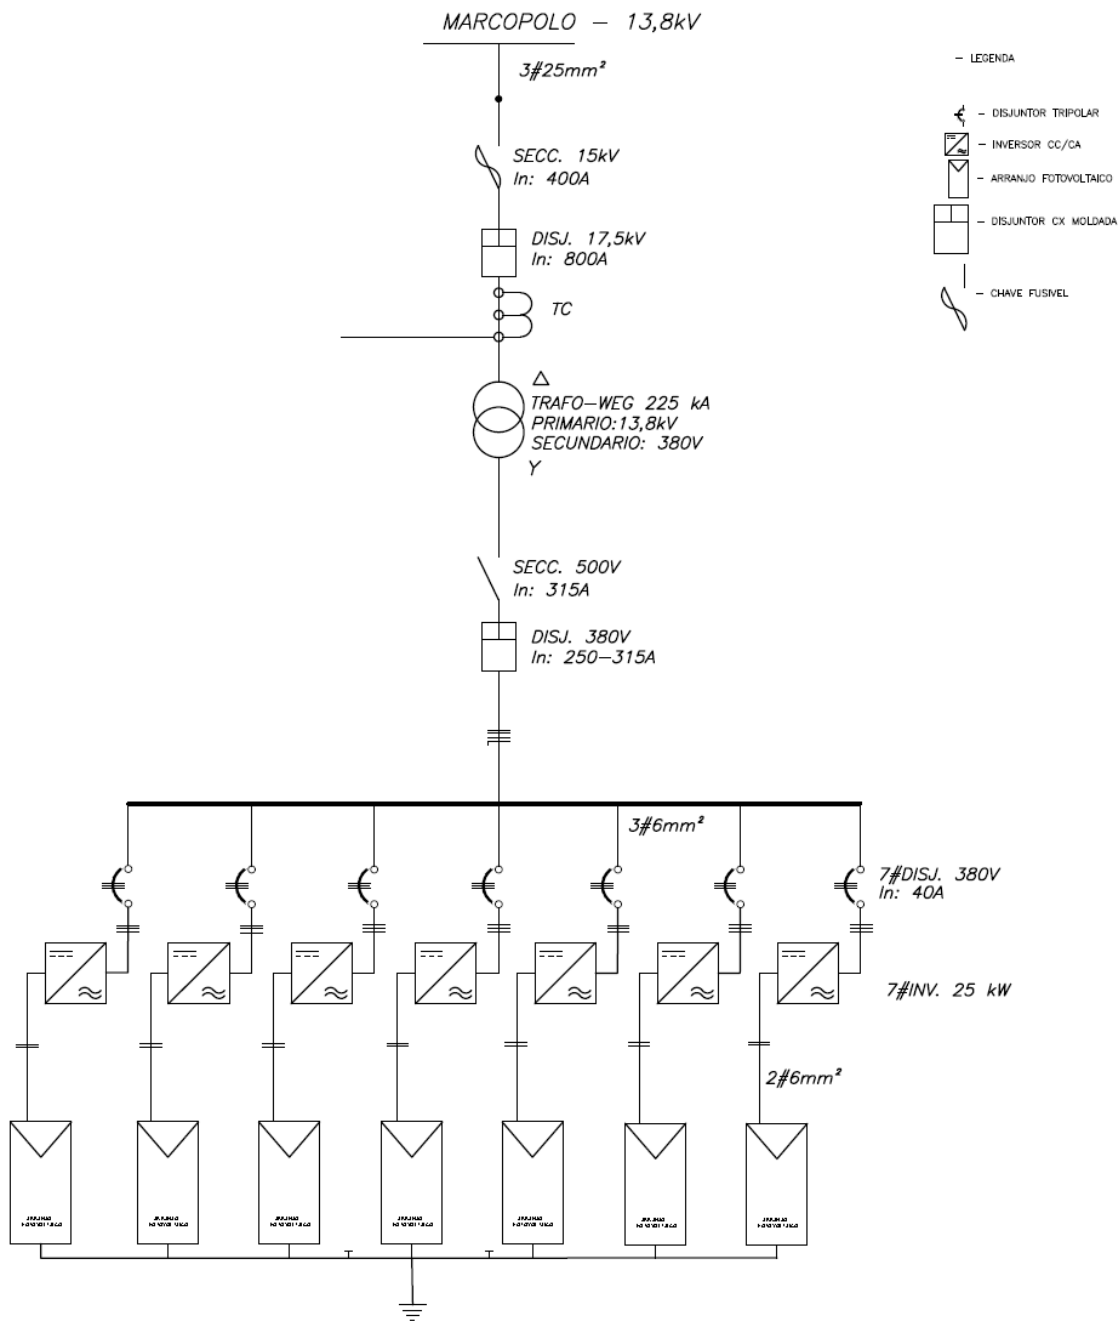 MARCOPOLO – 13,8kV
3#25mm²
SECC. 15kV
In: 400A
DISJ. 17,5kV
In: 800A
TC
TRAFO–WEG 225 kA
PRIMARIO:13,8kV
SECUNDARIO: 380V
Y
SECC. 500V
In: 315A
DISJ. 380V
In: 250–315A
3#6mm²
7#DISJ. 380V
In: 40A
7#INV. 25 kW
2#6mm²
– LEGENDA
– DISJUNTOR TRIPOLAR
– INVERSOR CC/CA
– ARRANJO FOTOVOLTAICO
– DISJUNTOR CX MOLDADA
– CHAVE FUSIVEL